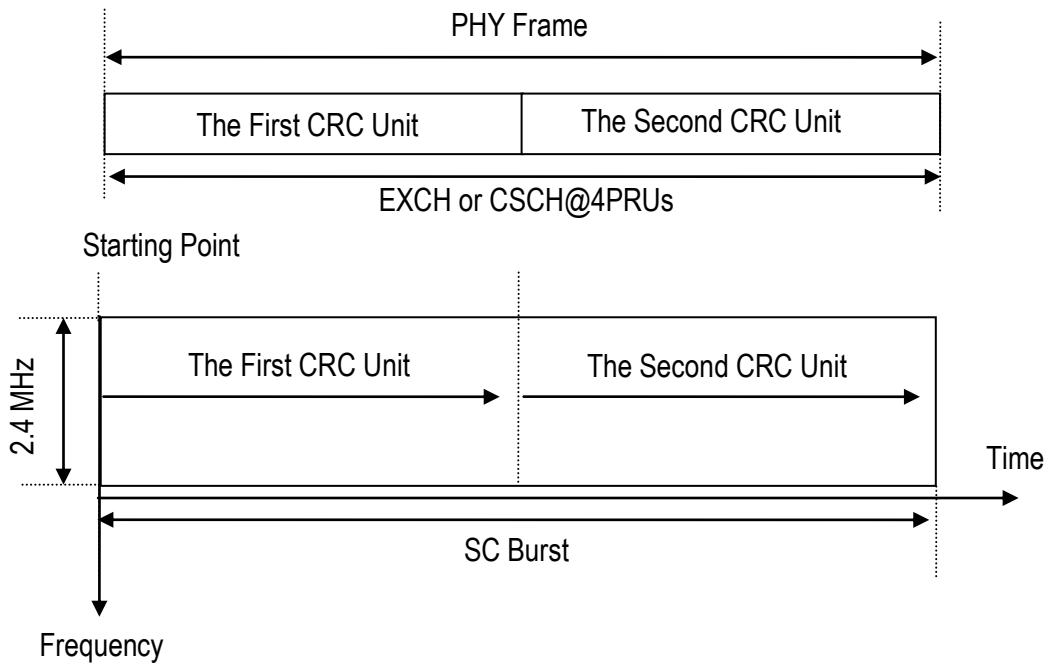 PHY Frame
The First CRC Unit
The Second CRC Unit
EXCH or CSCH@4PRUs
Starting Point
2.4 MHz
The First CRC Unit
The Second CRC Unit
Time
SC Burst
Frequency